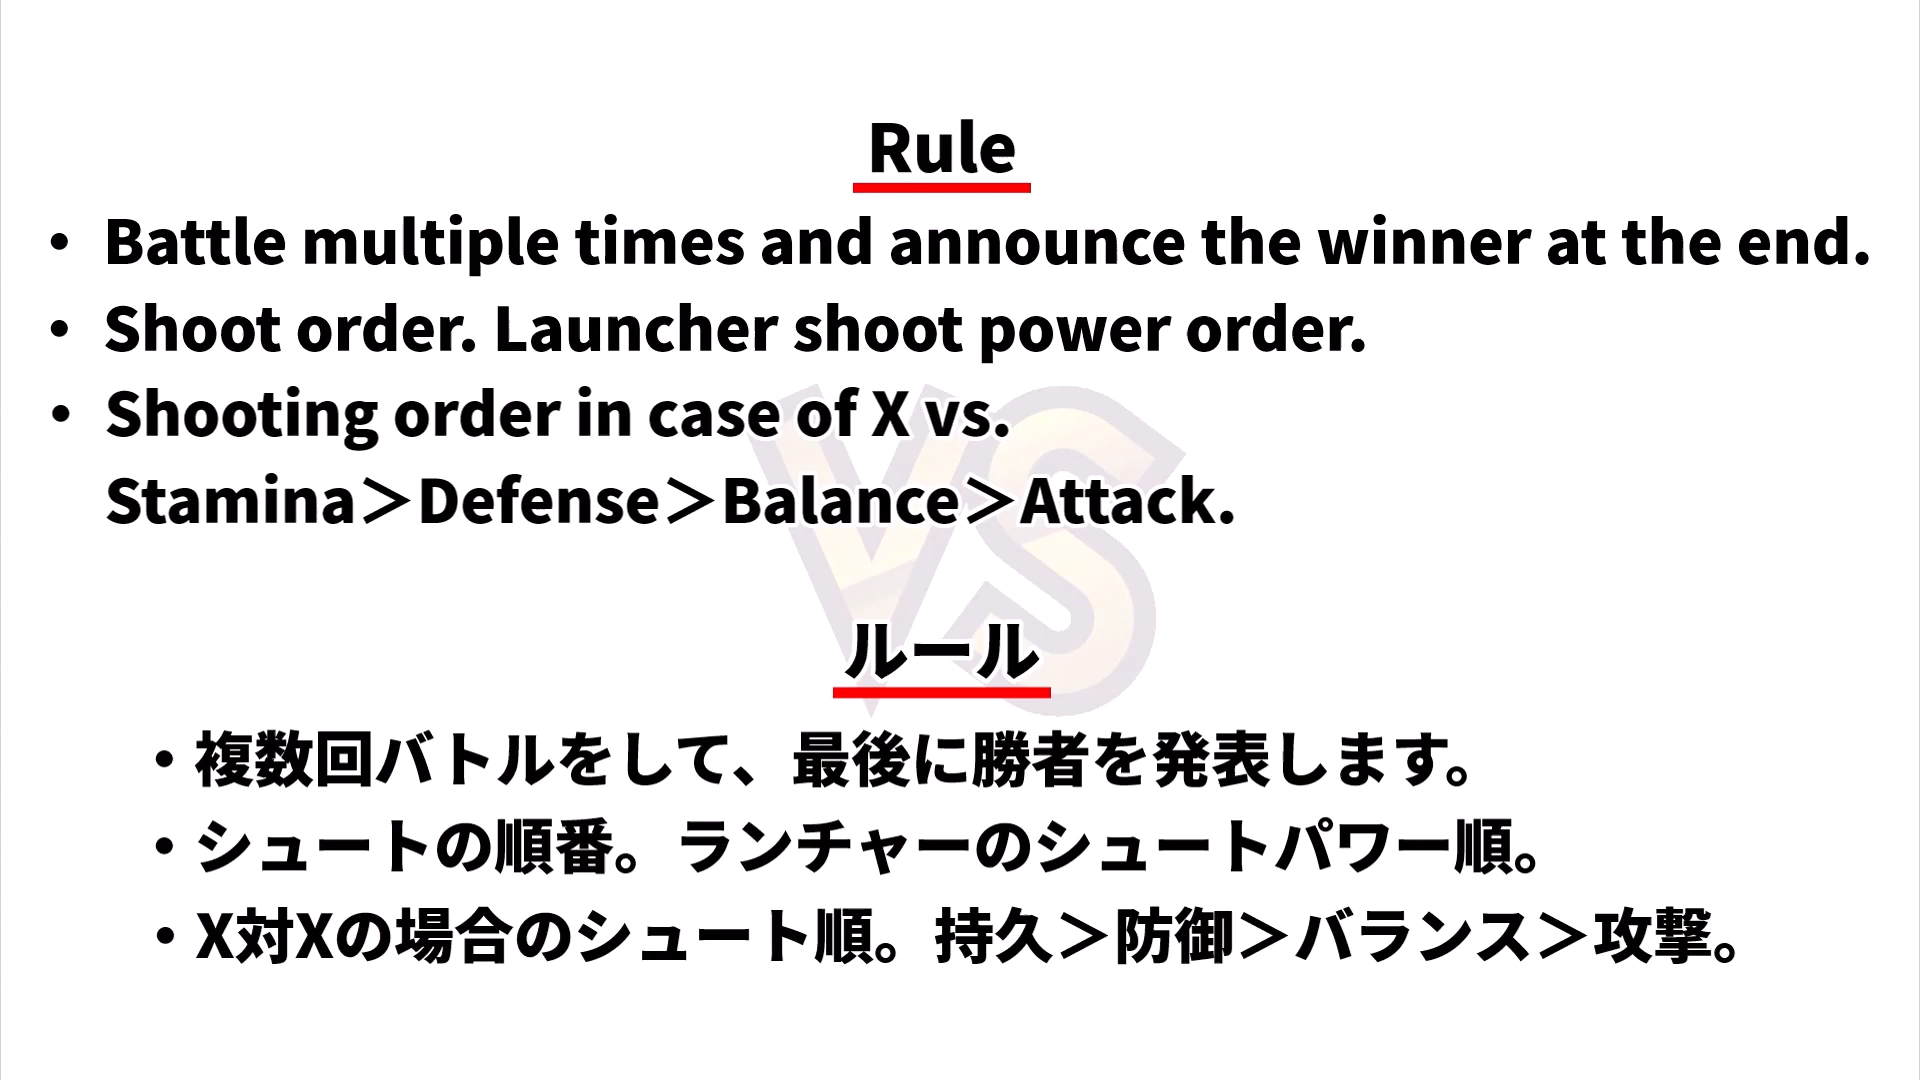 Rule
・ Battle multiple times and announce the winner at the end.
・ Shoot order. Launcher shoot power order.
・ Shooting order in case of X vs.
Stamina＞Defense＞Balance＞Attack.
VS
ルール
・複数回バトルをして、最後に勝者を発表します。
・シュートの順番。ランチャーのシュートパワー順。
・X対Xの場合のシュート順。持久＞防御＞バランス＞攻撃。